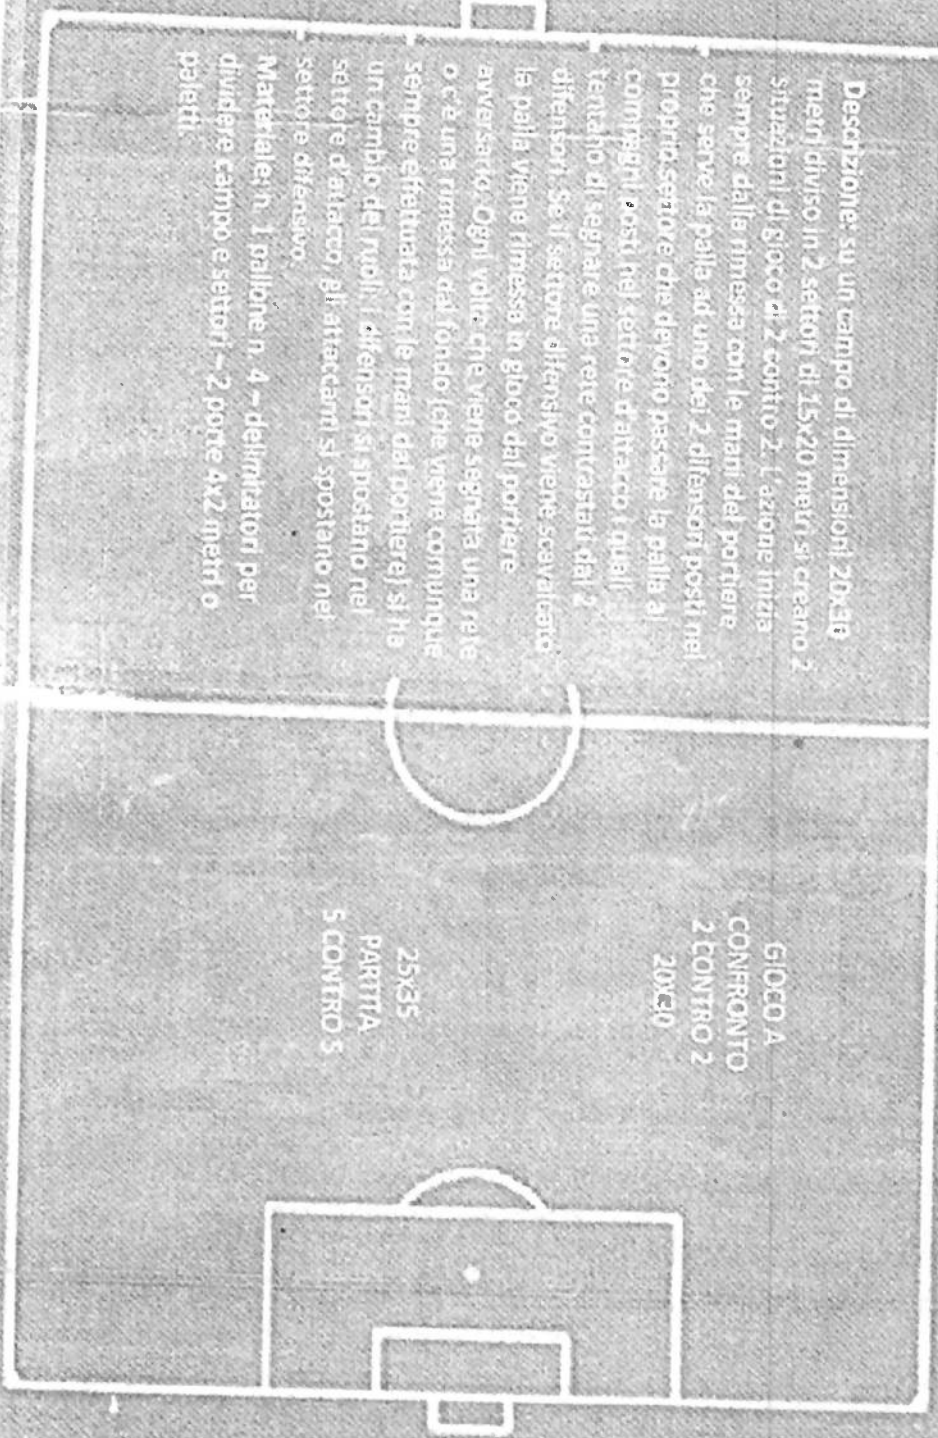 Descrizione: su un campo di dimensioni 20x30
metri diviso in 2 settori di 15x20 metri si creano 2
situazioni di gioco di 2 contro 2. L'azione inizia
sempre dalla rimessa con le mani del portiere
che serve la palla ad uno dei 2 difensori posti nel
proprio settore che devono passare la palla ai
compagni posti nel settore d'attacco i quali
tentano di segnare una rete contrastati dai 2
difensori. Se il settore difensivo viene scavalcato
la palla viene rimessa in gioco dal portiere
avversario. Ogni volta che viene segnata una rete
o c'è una rimessa dal fondo (che viene comunque
sempre effettuata con le mani dal portiere) si ha
un cambio dei ruoli: i difensori si spostano nel
settore d'attacco, gli attaccanti si spostano nel
settore difensivo.
Materiale: n. 1 pallone n. 4 – delimitatori per
dividere campo e settori – 2 porte 4x2 metri o
paletti.
GIOCO A
CONFRONTO
2 CONTRO 2
20X30
25x35
PARTITA
5 CONTRO 5